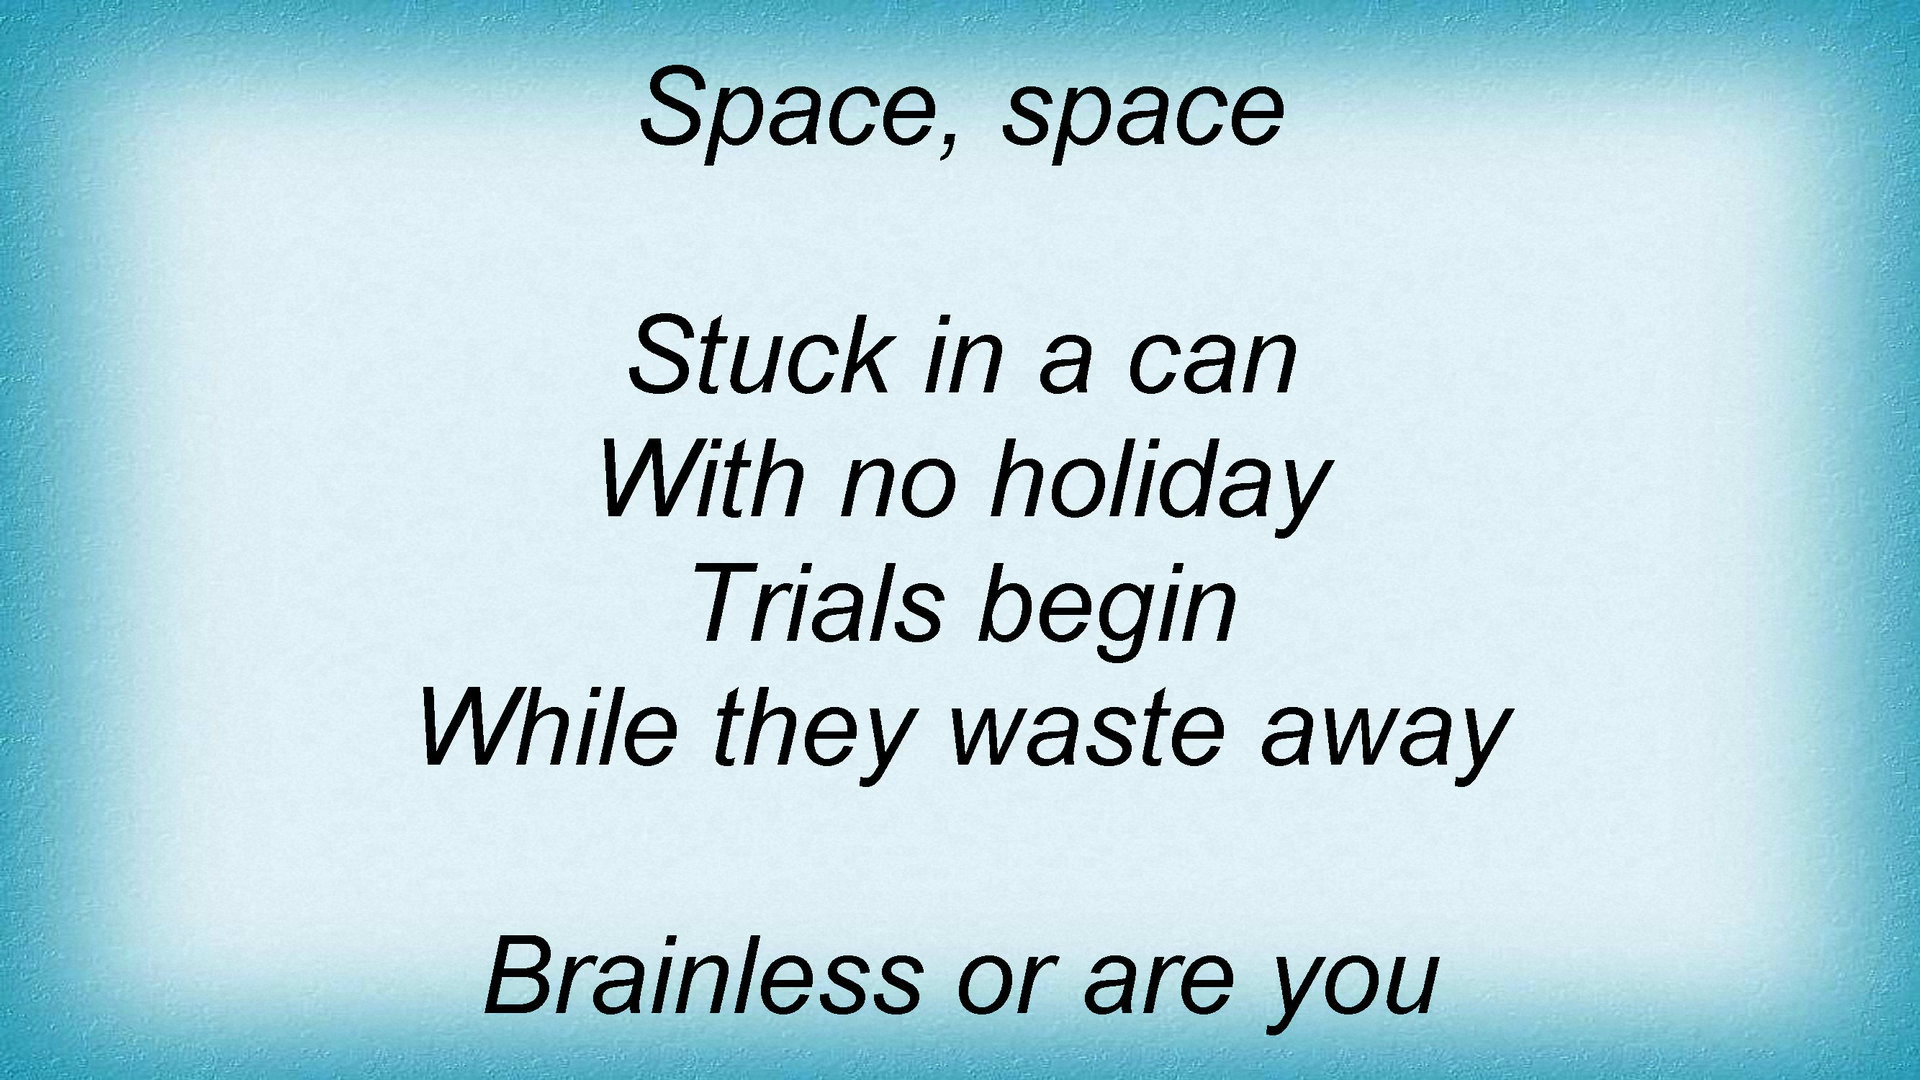 Space, space
Stuck in a can
With no holiday
Trials begin
While they waste away
Brainless or are you